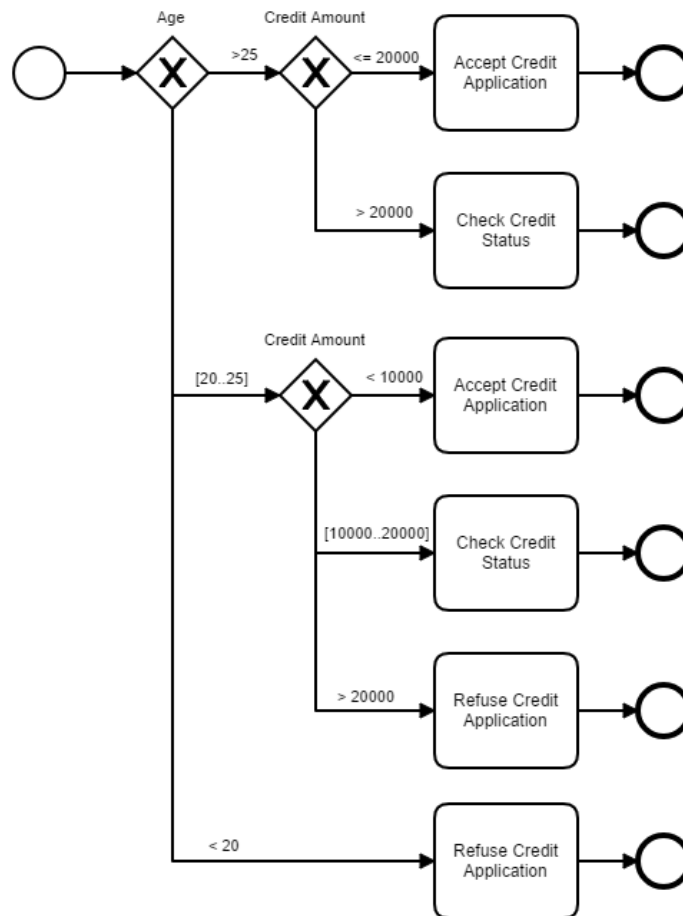 Age
Credit Amount
>25
<= 20000
Accept Credit
Application
> 20000
Check Credit
Status
Credit Amount
[20..25]
< 10000
Accept Credit
Application
[10000..20000]
Check Credit
Status
> 20000
Refuse Credit
Application
< 20
Refuse Credit
Application